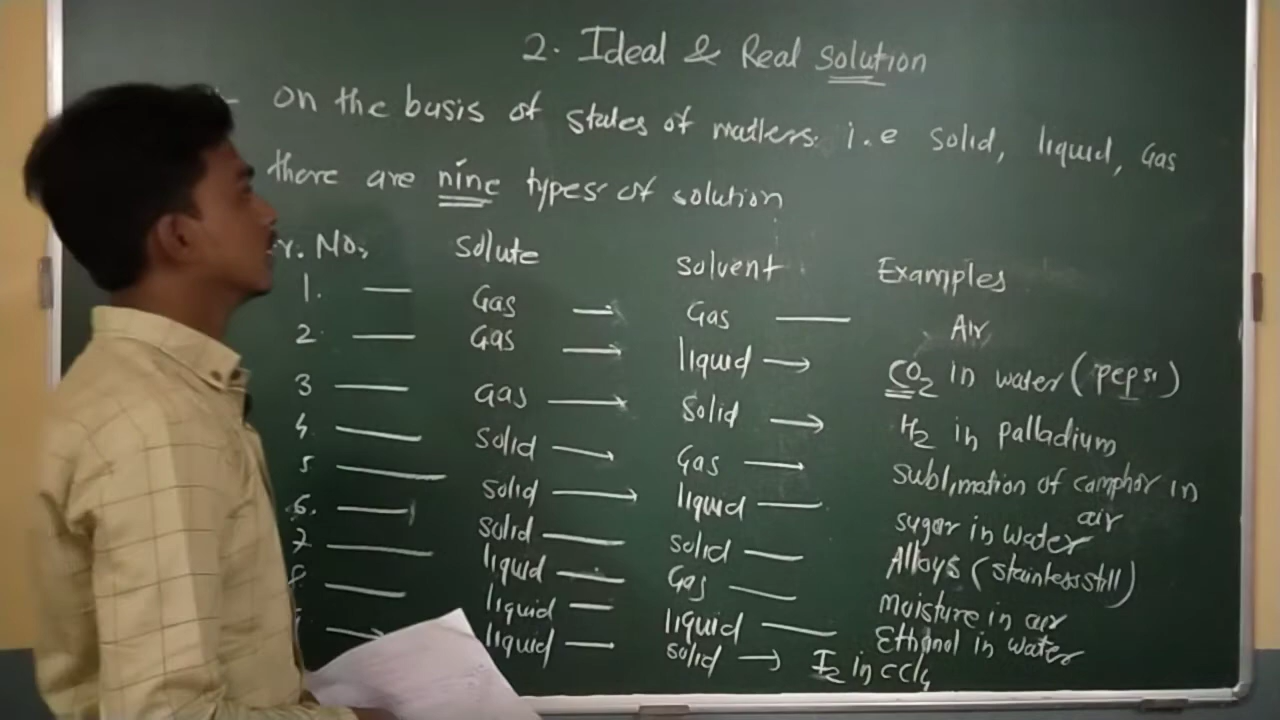 2. Ideal & Real solution
on the basis of states of matters. i.e solid, liquid, Gas
there are nine types of solution
r. No. Solute Solvent Examples
1. — Gas → Gas — Air
2. — Gas → liquid → CO2 in water (pepsi)
3 — Gas → Solid → H2 in palladium
4. — Solid → Gas → sublimation of camphor in air
5 — solid → liquid — sugar in water
6. — solid — solid — Alloys (stainless still)
7 — liquid — Gas — Moisture in air
8 — liquid — liquid — Ethanol in water
liquid — solid → I2 in CCl4